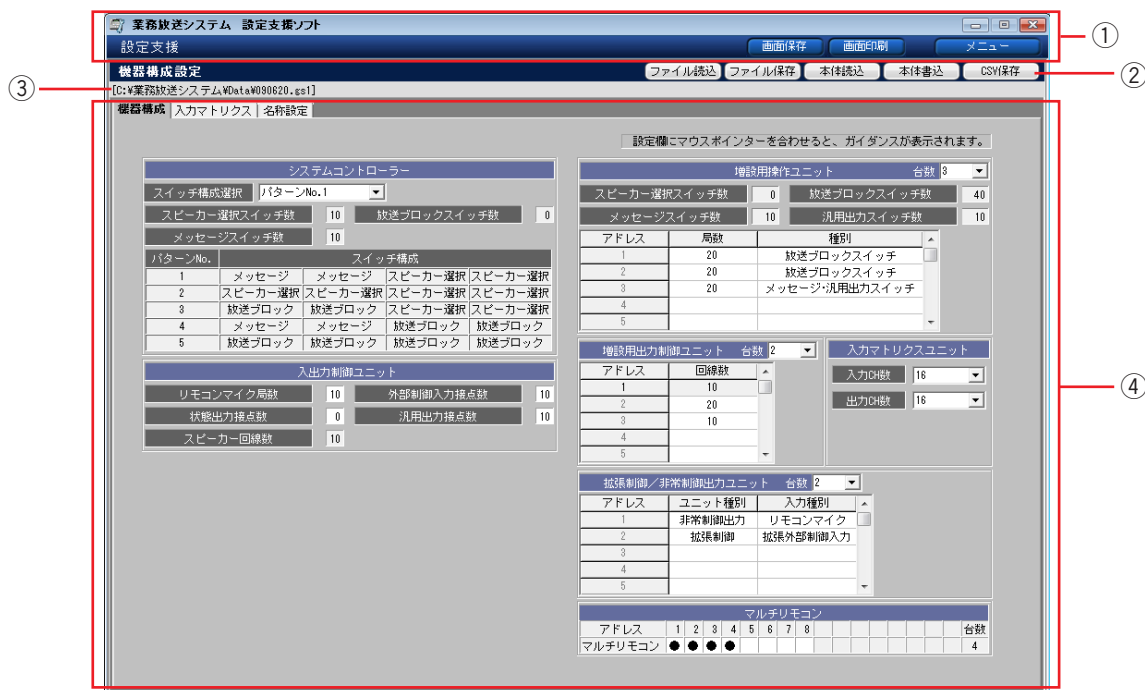 業務放送システム 設定支援ソフト
設定支援 画面保存 画面印刷 メニュー
①
機器構成設定 ファイル読込 ファイル保存 本体読込 本体書込 CSV保存
②
③
[C:¥業務放送システム¥Data¥090620.gs1]
機器構成 入力マトリクス 名称設定
④
設定欄にマウスポインターを合わせると、ガイダンスが表示されます。
システムコントローラー
スイッチ構成選択 パターンNo.1
スピーカー選択スイッチ数 10 放送ブロックスイッチ数 0
メッセージスイッチ数 10
パターンNo. スイッチ構成
1 メッセージ メッセージ スピーカー選択 スピーカー選択
2 スピーカー選択 スピーカー選択 スピーカー選択 スピーカー選択
3 放送ブロック 放送ブロック スピーカー選択 スピーカー選択
4 メッセージ メッセージ 放送ブロック 放送ブロック
5 放送ブロック 放送ブロック 放送ブロック 放送ブロック
入出力制御ユニット
リモコンマイク局数 10 外部制御入力接点数 10
状態出力接点数 0 汎用出力接点数 10
スピーカー回線数 10
増設用操作ユニット 台数 3
スピーカー選択スイッチ数 0 放送ブロックスイッチ数 40
メッセージスイッチ数 10 汎用出力スイッチ数 10
アドレス 局数 種別
1 20 放送ブロックスイッチ
2 20 放送ブロックスイッチ
3 20 メッセージ・汎用出力スイッチ
4
5
増設用出力制御ユニット 台数 2
アドレス 回線数
1 10
2 20
3 10
4
5
入力マトリクスユニット
入力CH数 16
出力CH数 16
拡張制御/非常制御出力ユニット 台数 2
アドレス ユニット種別 入力種別
1 非常制御出力 リモコンマイク
2 拡張制御 拡張外部制御入力
3
4
5
マルチリモコン
アドレス 1 2 3 4 5 6 7 8 台数
マルチリモコン ● ● ● ● 4